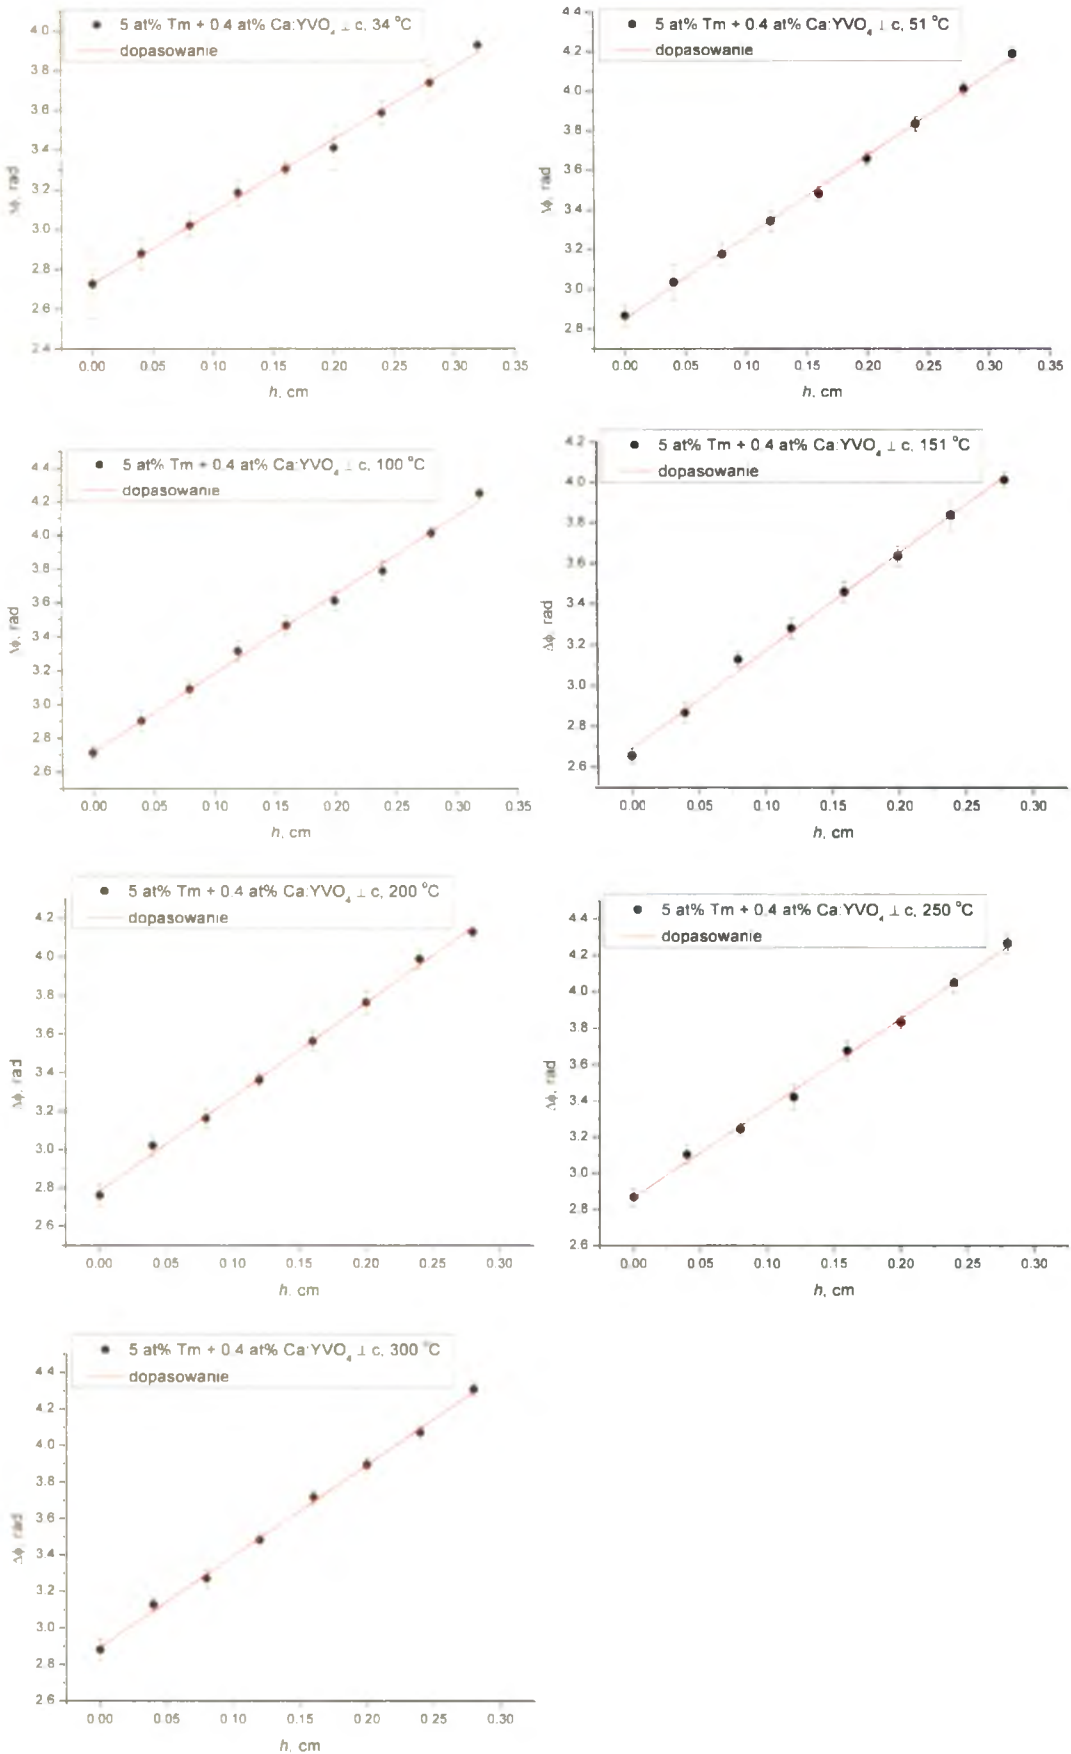 5 at% Tm + 0.4 at% Ca:YVO₄ ⊥ c, 34 °C
dopasowanie
4.0
3.8
3.6
3.4
3.2
3.0
2.8
2.6
2.4
Δϕ, rad
0.00 0.05 0.10 0.15 0.20 0.25 0.30 0.35
h, cm
5 at% Tm + 0.4 at% Ca:YVO₄ ⊥ c, 51 °C
dopasowanie
4.4
4.2
4.0
3.8
3.6
3.4
3.2
3.0
2.8
Δϕ, rad
0.00 0.05 0.10 0.15 0.20 0.25 0.30 0.35
h, cm
5 at% Tm + 0.4 at% Ca:YVO₄ ⊥ c, 100 °C
dopasowanie
4.4
4.2
4.0
3.8
3.6
3.4
3.2
3.0
2.8
2.6
Δϕ, rad
0.00 0.05 0.10 0.15 0.20 0.25 0.30 0.35
h, cm
5 at% Tm + 0.4 at% Ca:YVO₄ ⊥ c, 151 °C
dopasowanie
4.2
4.0
3.8
3.6
3.4
3.2
3.0
2.8
2.6
Δϕ, rad
0.00 0.05 0.10 0.15 0.20 0.25 0.30
h, cm
5 at% Tm + 0.4 at% Ca:YVO₄ ⊥ c, 200 °C
dopasowanie
4.2
4.0
3.8
3.6
3.4
3.2
3.0
2.8
2.6
Δϕ, rad
0.00 0.05 0.10 0.15 0.20 0.25 0.30
h, cm
5 at% Tm + 0.4 at% Ca:YVO₄ ⊥ c, 250 °C
dopasowanie
4.4
4.2
4.0
3.8
3.6
3.4
3.2
3.0
2.8
2.6
Δϕ, rad
0.00 0.05 0.10 0.15 0.20 0.25 0.30
h, cm
5 at% Tm + 0.4 at% Ca:YVO₄ ⊥ c, 300 °C
dopasowanie
4.4
4.2
4.0
3.8
3.6
3.4
3.2
3.0
2.8
2.6
Δϕ, rad
0.00 0.05 0.10 0.15 0.20 0.25 0.30
h, cm